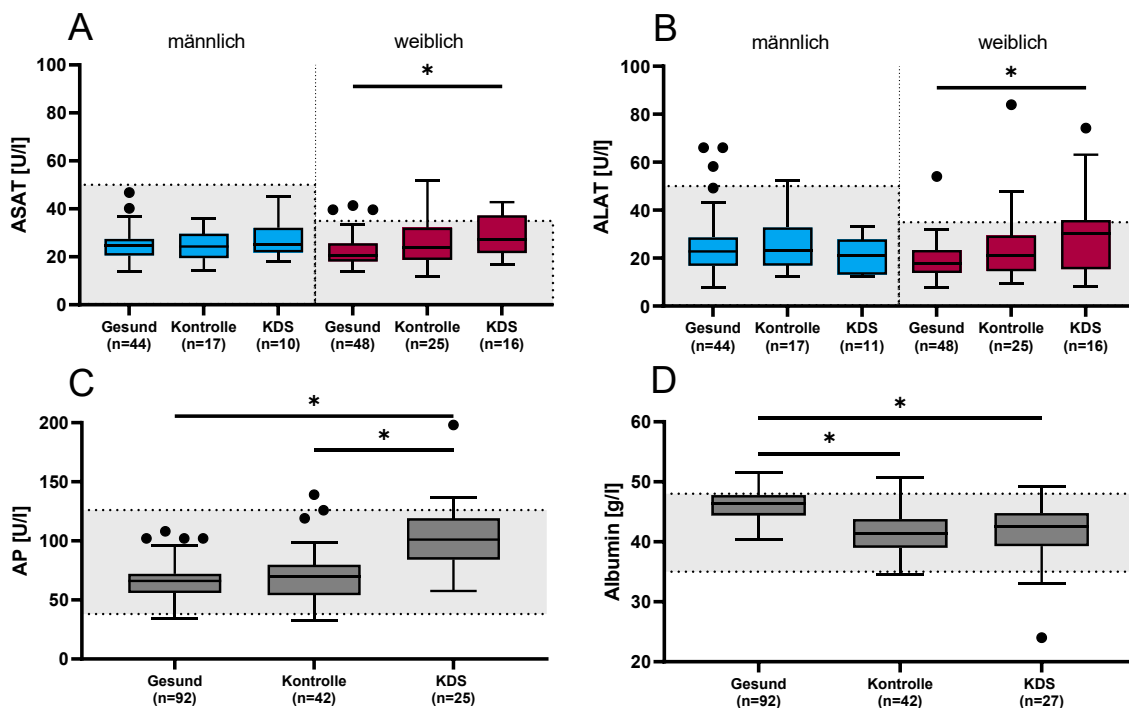 A
männlich
weiblich
*
ASAT [U/l]
100
80
60
40
20
0
Gesund
(n=44)
Kontrolle
(n=17)
KDS
(n=10)
Gesund
(n=48)
Kontrolle
(n=25)
KDS
(n=16)
B
männlich
weiblich
*
ALAT [U/l]
100
80
60
40
20
0
Gesund
(n=44)
Kontrolle
(n=17)
KDS
(n=11)
Gesund
(n=48)
Kontrolle
(n=25)
KDS
(n=16)
C
*
*
AP [U/l]
200
150
100
50
0
Gesund
(n=92)
Kontrolle
(n=42)
KDS
(n=25)
D
*
*
Albumin [g/l]
60
50
40
30
20
Gesund
(n=92)
Kontrolle
(n=42)
KDS
(n=27)